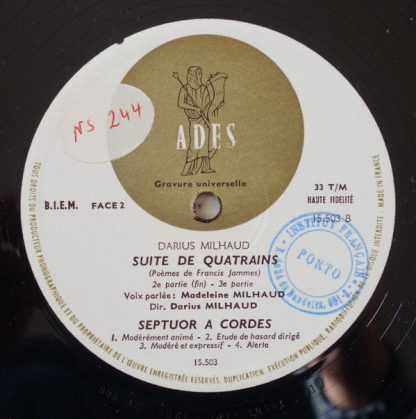 NS 244
ADES
Gravure universelle
B.I.E.M. FACE 2
33 T/M
HAUTE FIDÉLITÉ
15.503 B
DARIUS MILHAUD
SUITE DE QUATRAINS
(Poèmes de Francis Jammes)
2e partie (fin) - 3e partie
Voix parlée: Madeleine MILHAUD
Dir. Darius MILHAUD
SEPTUOR A CORDES
1. Modérément animé - 2. Etude de hasard dirigé
3. Modéré et expressif - 4. Alerte
15.503
INSTITUT FRANÇAIS
PORTO
TOUS DROITS DU PRODUCTEUR PHONOGRAPHIQUE ET DU PROPRIÉTAIRE DE L'ŒUVRE ENREGISTRÉE RÉSERVÉS. DUPLICATION, EXÉCUTION PUBLIQUE, RADIODIFFUSION DE CE DISQUE INTERDITE · MADE IN FRANCE